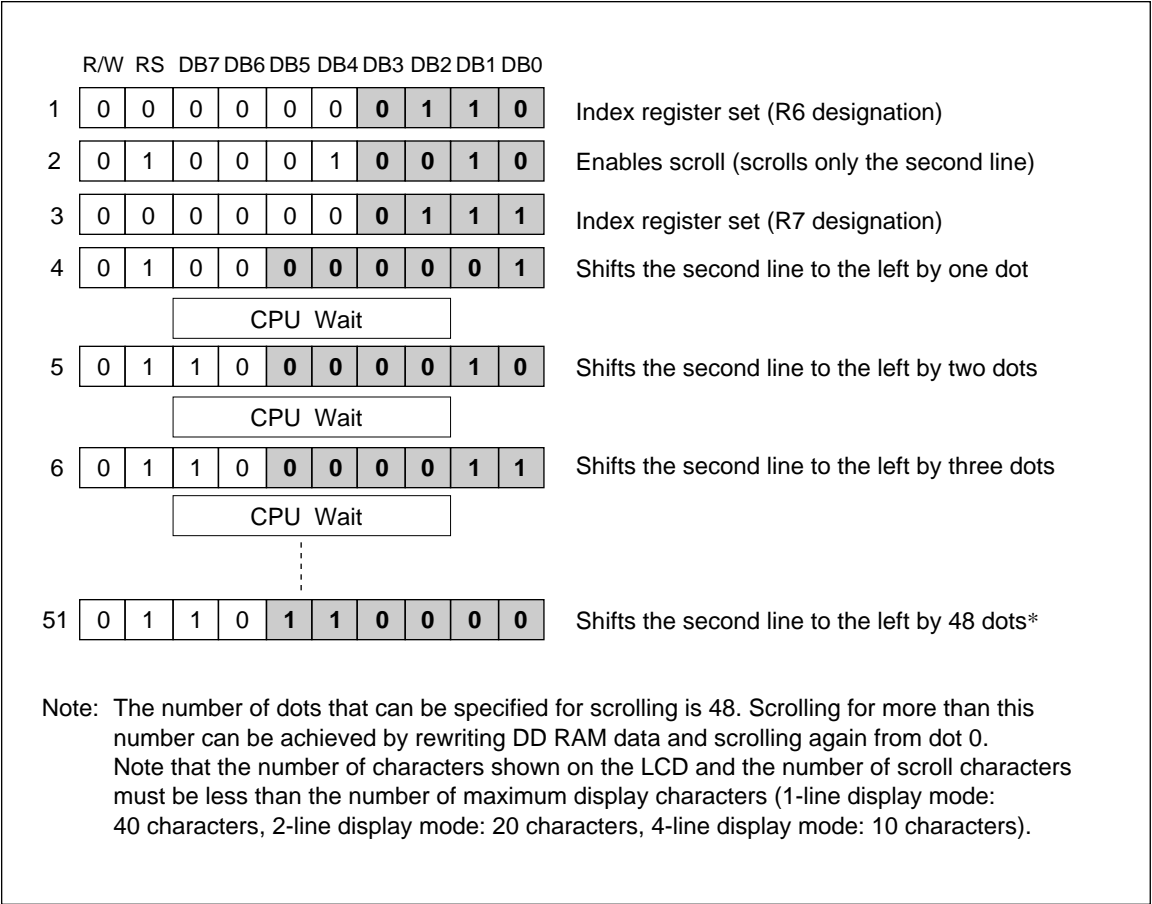 R/W RS DB7 DB6 DB5 DB4 DB3 DB2 DB1 DB0
1 0 0 0 0 0 0 0 1 1 0 Index register set (R6 designation)
2 0 1 0 0 0 1 0 0 1 0 Enables scroll (scrolls only the second line)
3 0 0 0 0 0 0 0 1 1 1 Index register set (R7 designation)
4 0 1 0 0 0 0 0 0 0 1 Shifts the second line to the left by one dot
CPU Wait
5 0 1 1 0 0 0 0 0 1 0 Shifts the second line to the left by two dots
CPU Wait
6 0 1 1 0 0 0 0 0 1 1 Shifts the second line to the left by three dots
CPU Wait
51 0 1 1 0 1 1 0 0 0 0 Shifts the second line to the left by 48 dots*
Note: The number of dots that can be specified for scrolling is 48. Scrolling for more than this
number can be achieved by rewriting DD RAM data and scrolling again from dot 0.
Note that the number of characters shown on the LCD and the number of scroll characters
must be less than the number of maximum display characters (1-line display mode:
40 characters, 2-line display mode: 20 characters, 4-line display mode: 10 characters).